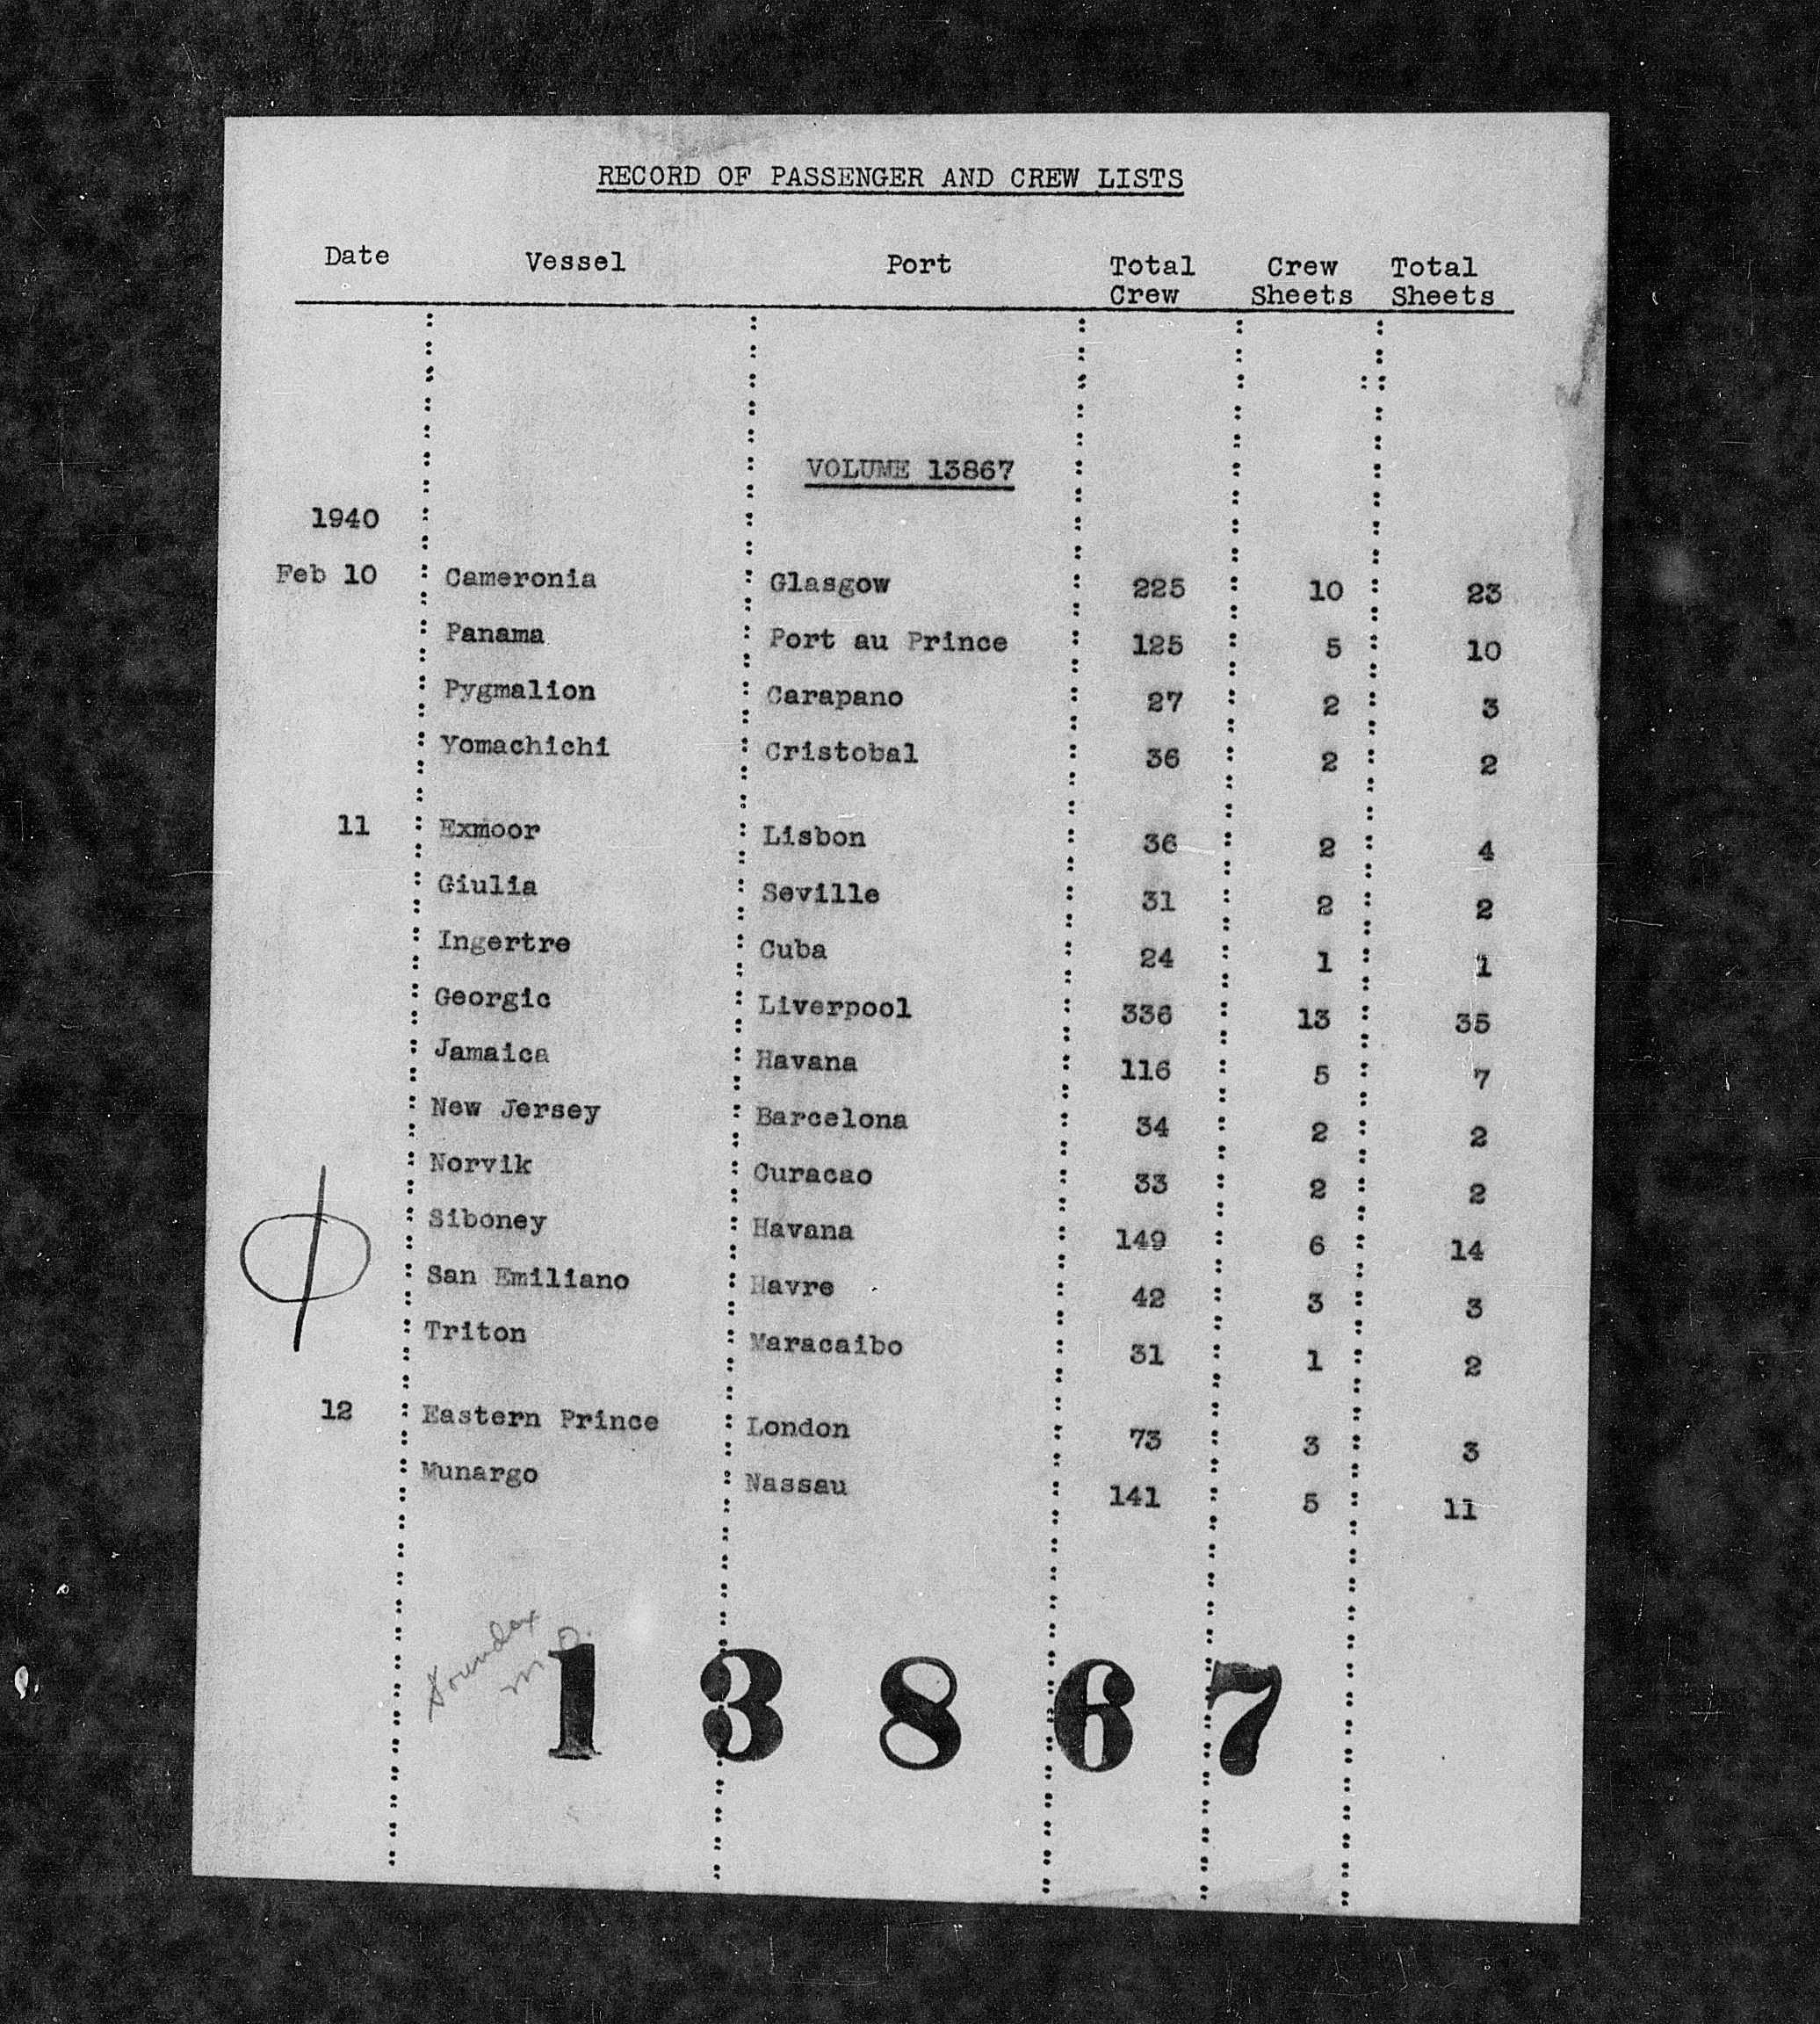 RECORD OF PASSENGER AND CREW LISTS
Date Vessel Port Total Crew Crew Sheets Total Sheets
VOLUME 13867
1940
Feb 10 Cameronia Glasgow 225 10 23
Panama Port au Prince 125 5 10
Pygmalion Carapano 27 2 3
Yomachichi Cristobal 36 2 2
11 Exmoor Lisbon 36 2 4
Giulia Seville 31 2 2
Ingertre Cuba 24 1 1
Georgic Liverpool 336 13 35
Jamaica Havana 116 5 7
New Jersey Barcelona 34 2 2
Norvik Curacao 33 2 2
Siboney Havana 149 6 14
San Emiliano Havre 42 3 3
Triton Maracaibo 31 1 2
12 Eastern Prince London 73 3 3
Munargo Nassau 141 5 11
Soundex
13867